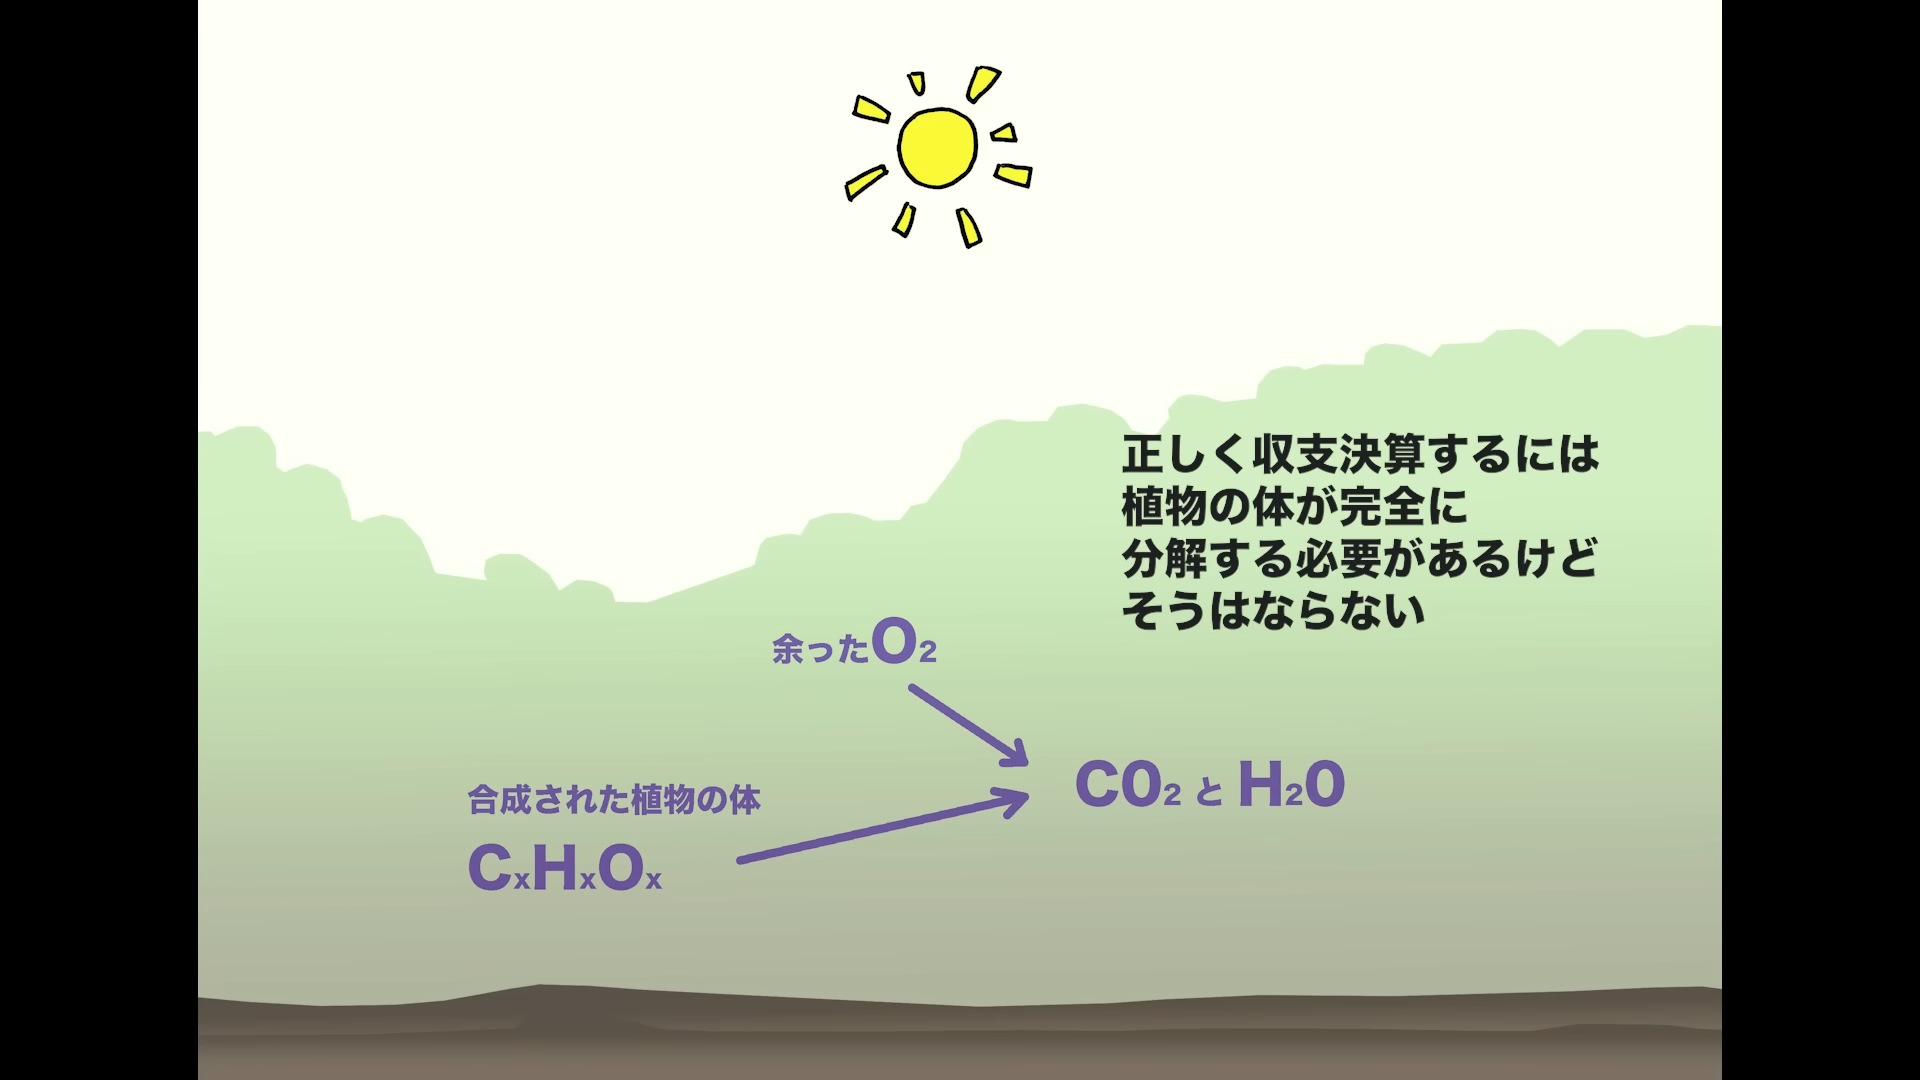 正しく収支決算するには
植物の体が完全に
分解する必要があるけど
そうはならない
余ったO₂
CO₂ と H₂O
合成された植物の体
CₓHₓOₓ